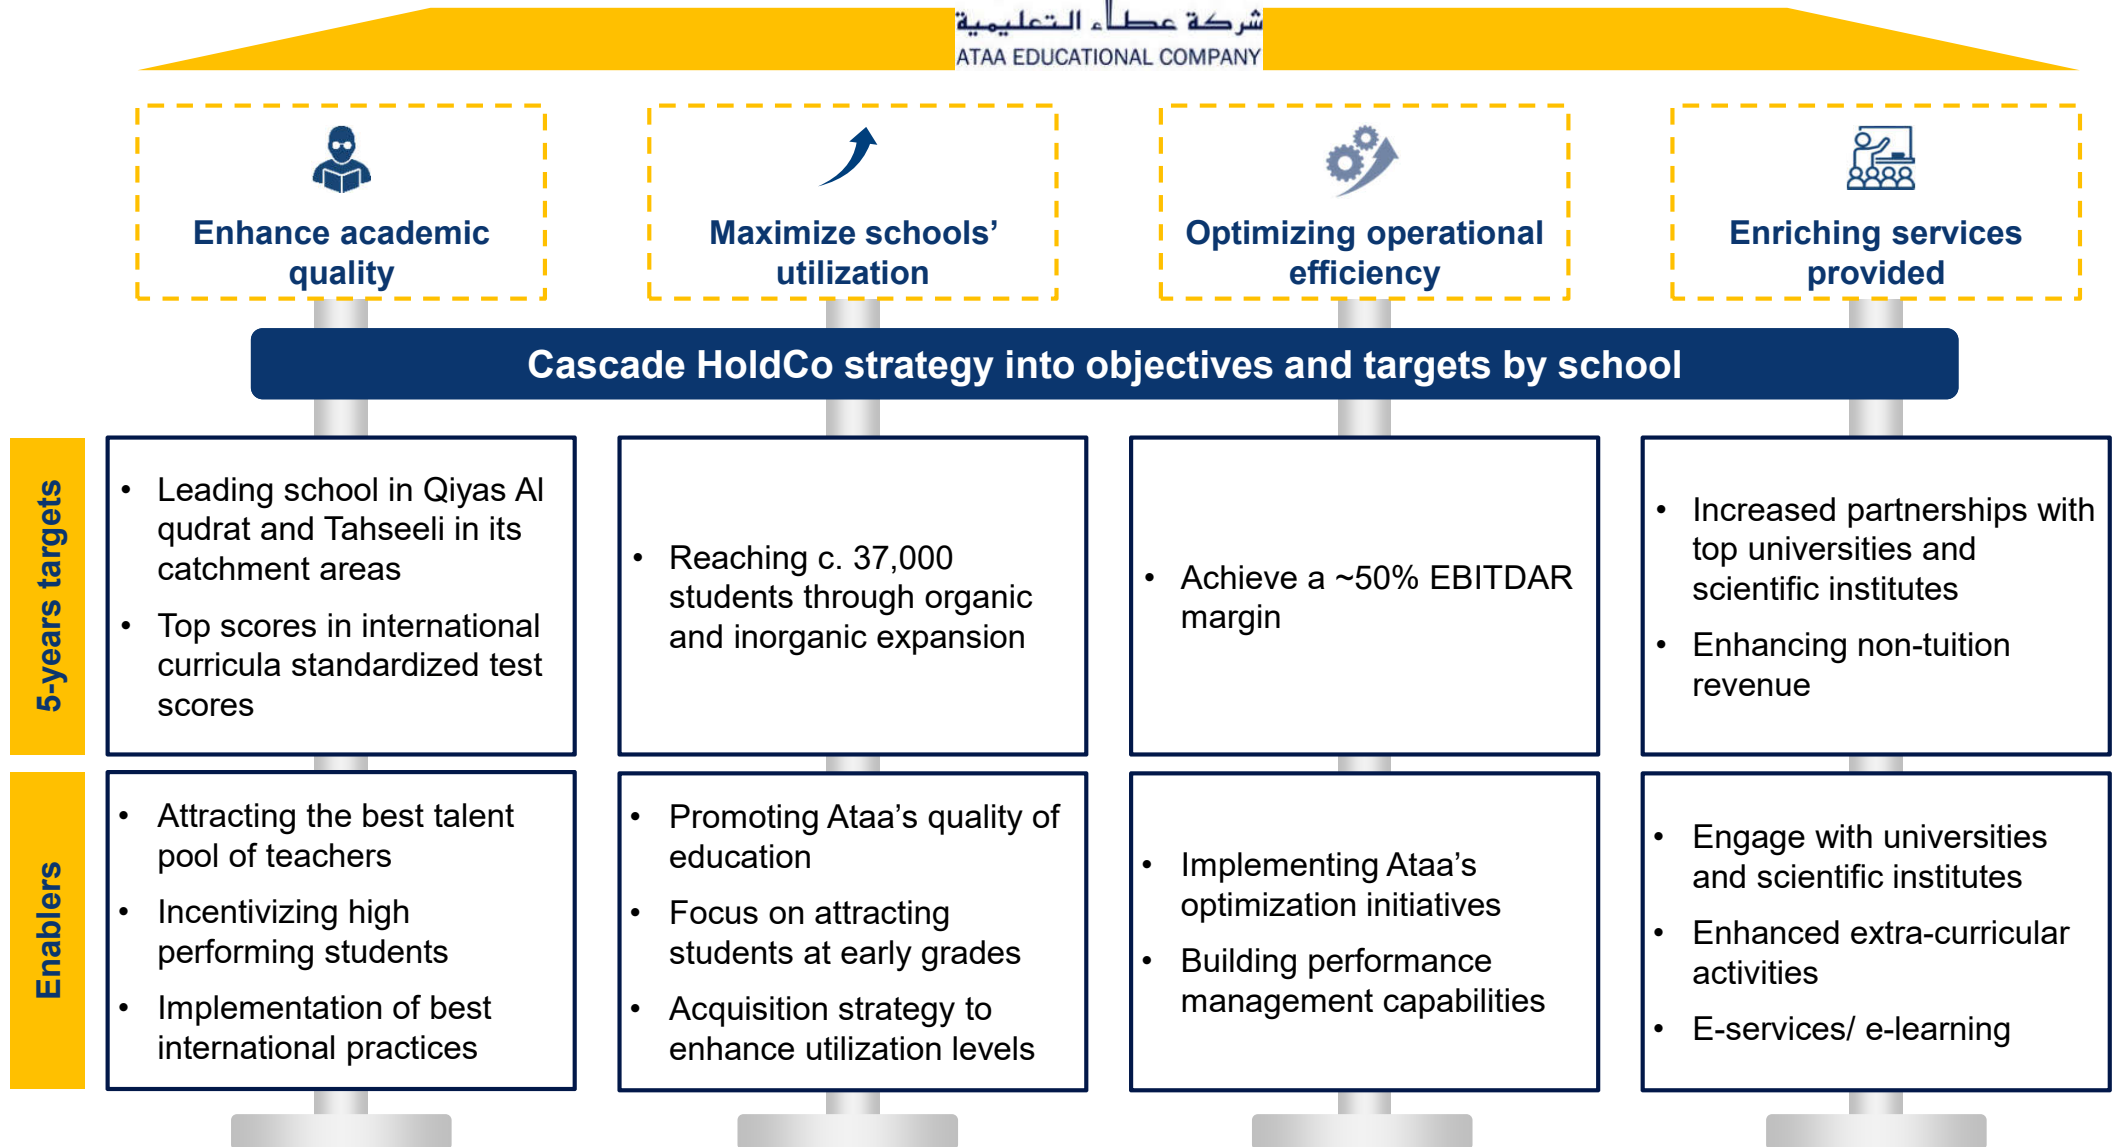 شركة عطاء التعليمية
ATAA EDUCATIONAL COMPANY
Enhance academic
quality
Maximize schools’
utilization
Optimizing operational
efficiency
Enriching services
provided
Cascade HoldCo strategy into objectives and targets by school
5-years targets
• Leading school in Qiyas Al
qudrat and Tahseeli in its
catchment areas
• Top scores in international
curricula standardized test
scores
• Reaching c. 37,000
students through organic
and inorganic expansion
• Achieve a ~50% EBITDAR
margin
• Increased partnerships with
top universities and
scientific institutes
• Enhancing non-tuition
revenue
Enablers
• Attracting the best talent
pool of teachers
• Incentivizing high
performing students
• Implementation of best
international practices
• Promoting Ataa’s quality of
education
• Focus on attracting
students at early grades
• Acquisition strategy to
enhance utilization levels
• Implementing Ataa’s
optimization initiatives
• Building performance
management capabilities
• Engage with universities
and scientific institutes
• Enhanced extra-curricular
activities
• E-services/ e-learning